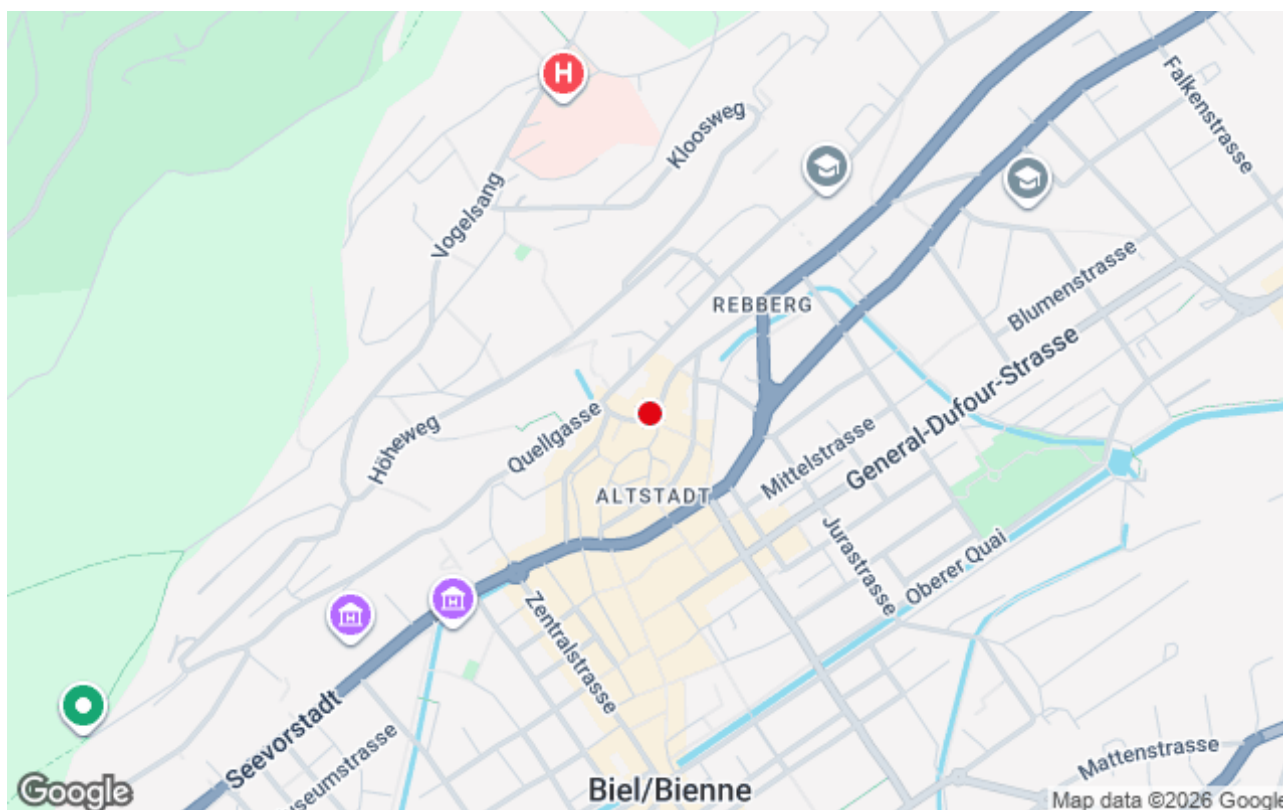 H
Falkenstrasse
Kloosweg
Vogelsang
Blumenstrasse
REBBERG
General-Dufour-Strasse
Höheweg
Quellgasse
Mittelstrasse
ALTSTADT
Jurastrasse
Oberer Quai
Zentralstrasse
Seevorstadt
useumstrasse
Mattenstrasse
Biel/Bienne
Google
Map data ©2026 Google